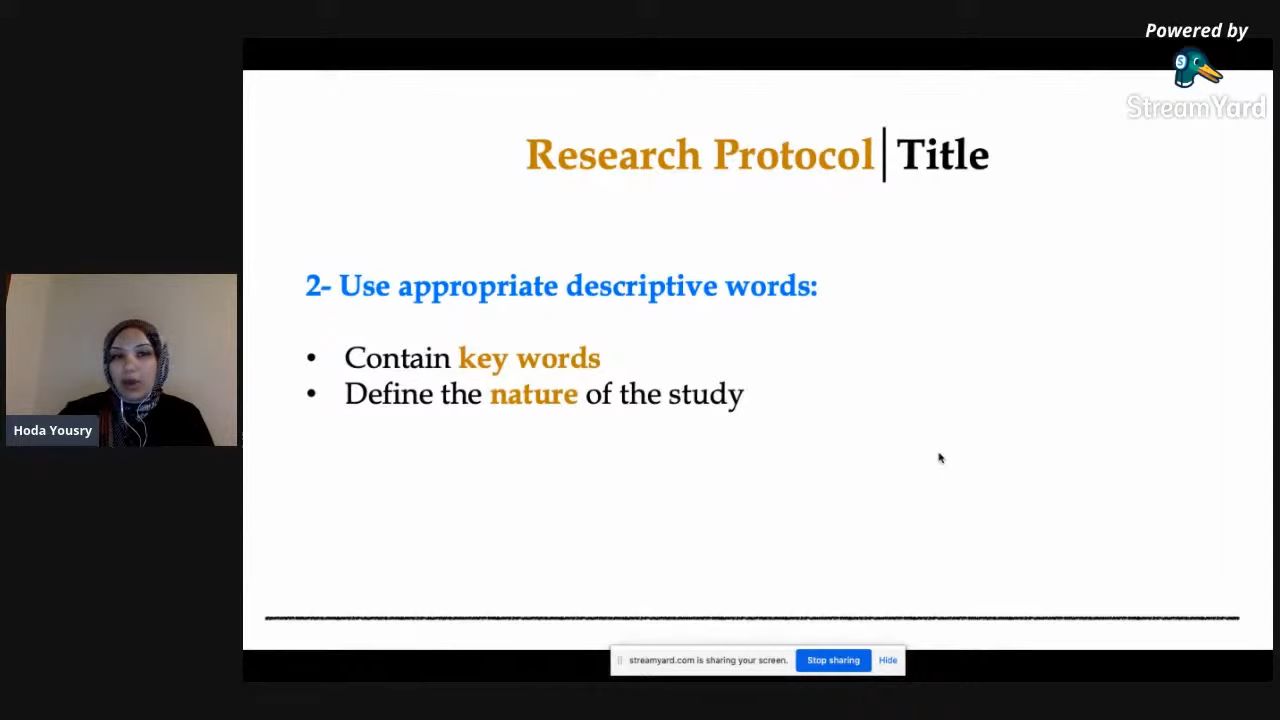 Powered by
StreamYard
Research Protocol Title
2- Use appropriate descriptive words:
• Contain key words
• Define the nature of the study
Hoda Yousry
streamyard.com is sharing your screen. Stop sharing Hide